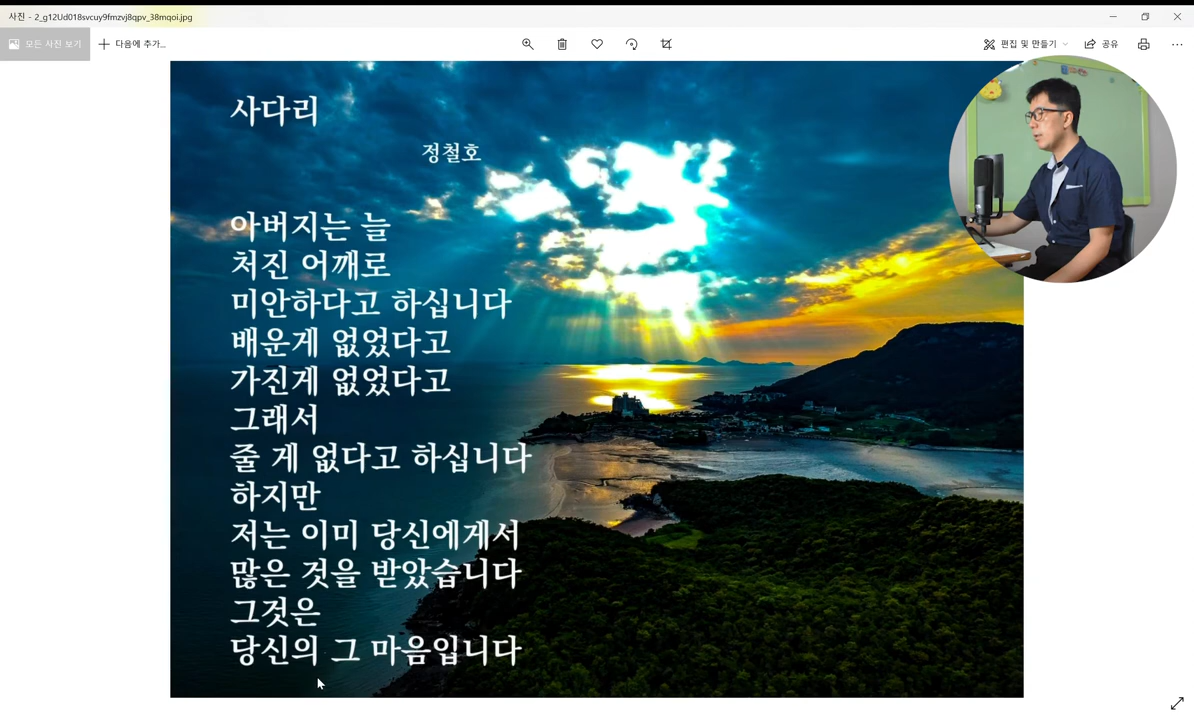 사진 - 2_g12Ud018svcuy9fmzvj8qpv_38mqoi.jpg
모든 사진 보기
다음에 추가...
편집 및 만들기
공유
사다리
정철호
아버지는 늘
처진 어깨로
미안하다고 하십니다
배운게 없었다고
가진게 없었다고
그래서
줄 게 없다고 하십니다
하지만
저는 이미 당신에게서
많은 것을 받았습니다
그것은
당신의 그 마음입니다